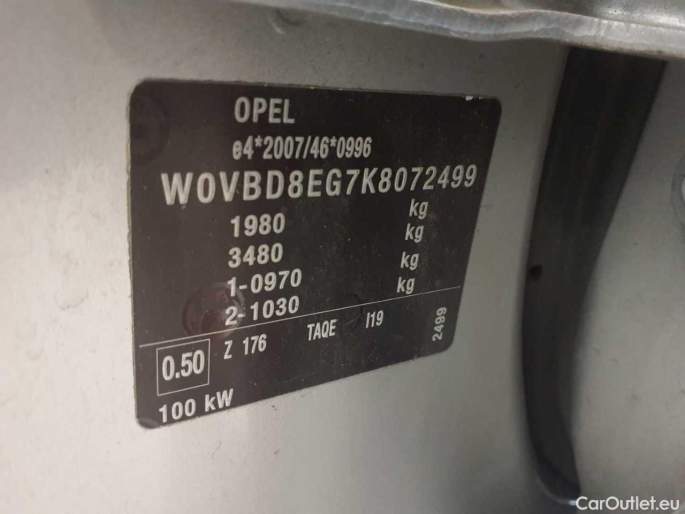 OPEL
e4*2007/46*0996
W0VBD8EG7K8072499
1980 kg
3480 kg
1-0970 kg
2-1030 kg
0.50 Z 176 TAQE I19 2499
100 kW
CarOutlet.eu